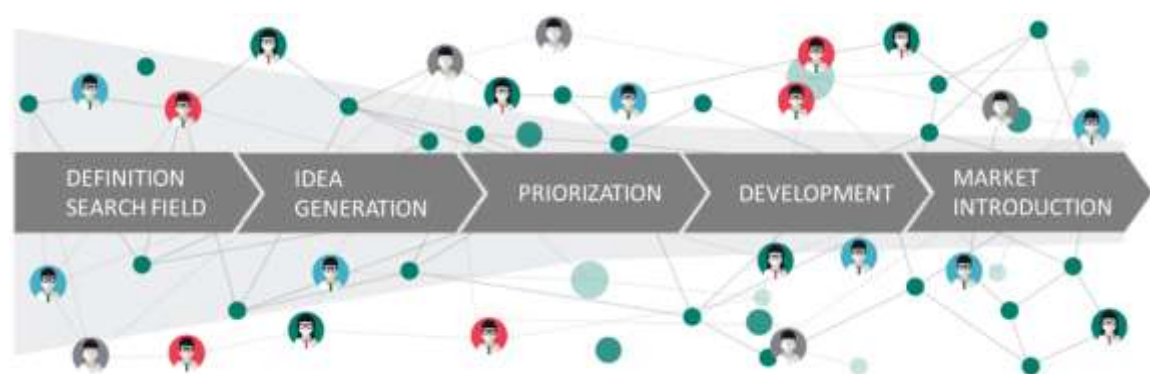 DEFINITION
SEARCH FIELD
IDEA
GENERATION
PRIORIZATION
DEVELOPMENT
MARKET
INTRODUCTION